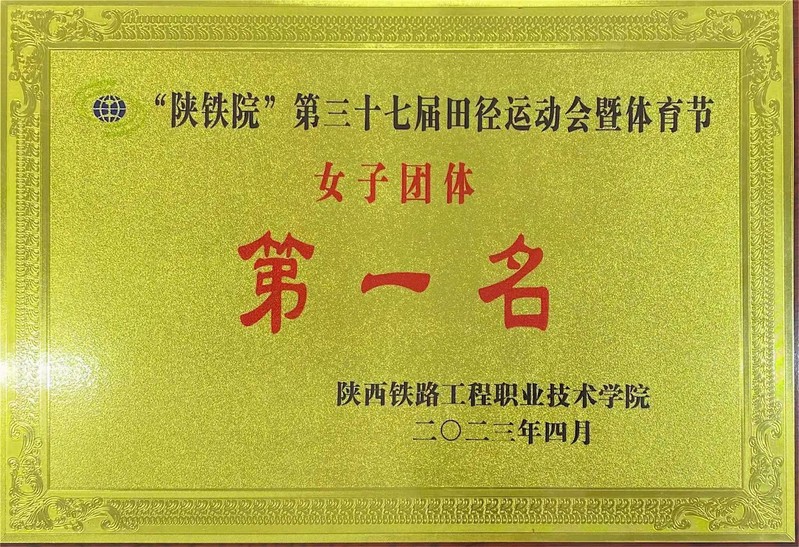 “陕铁院”第三十七届田径运动会暨体育节
女子团体
第一名
陕西铁路工程职业技术学院
二〇二三年四月